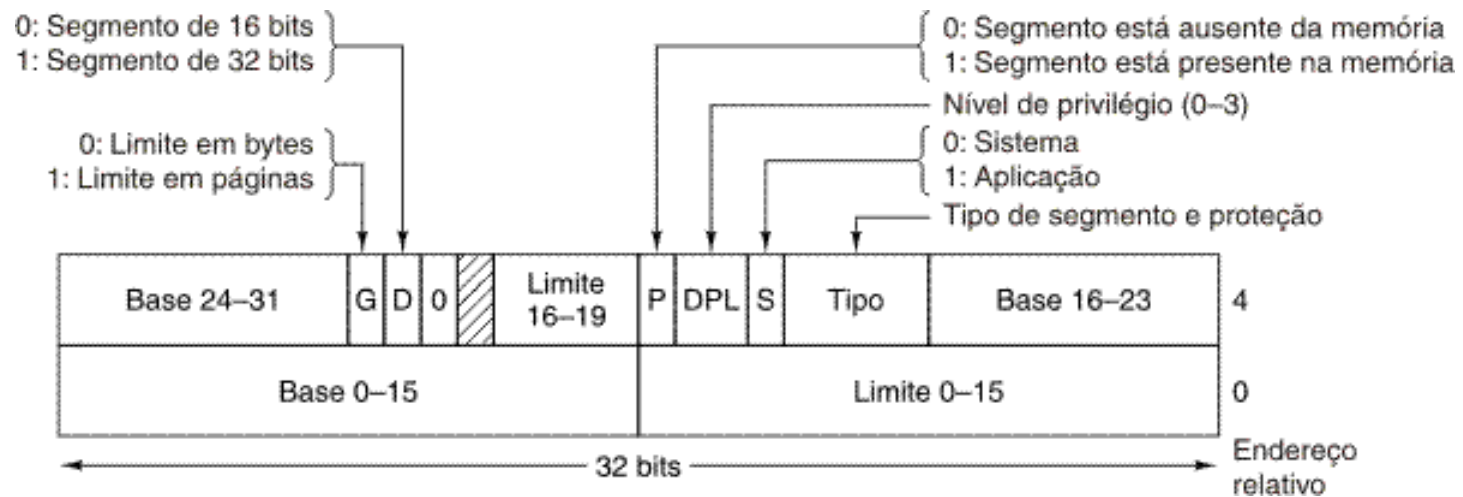 0: Segmento de 16 bits
1: Segmento de 32 bits
0: Segmento está ausente da memória
1: Segmento está presente na memória
Nível de privilégio (0–3)
0: Limite em bytes
1: Limite em páginas
0: Sistema
1: Aplicação
Tipo de segmento e proteção
Base 24–31 G D 0 Limite 16–19 P DPL S Tipo Base 16–23 4
Base 0–15 Limite 0–15 0
32 bits
Endereço
relativo